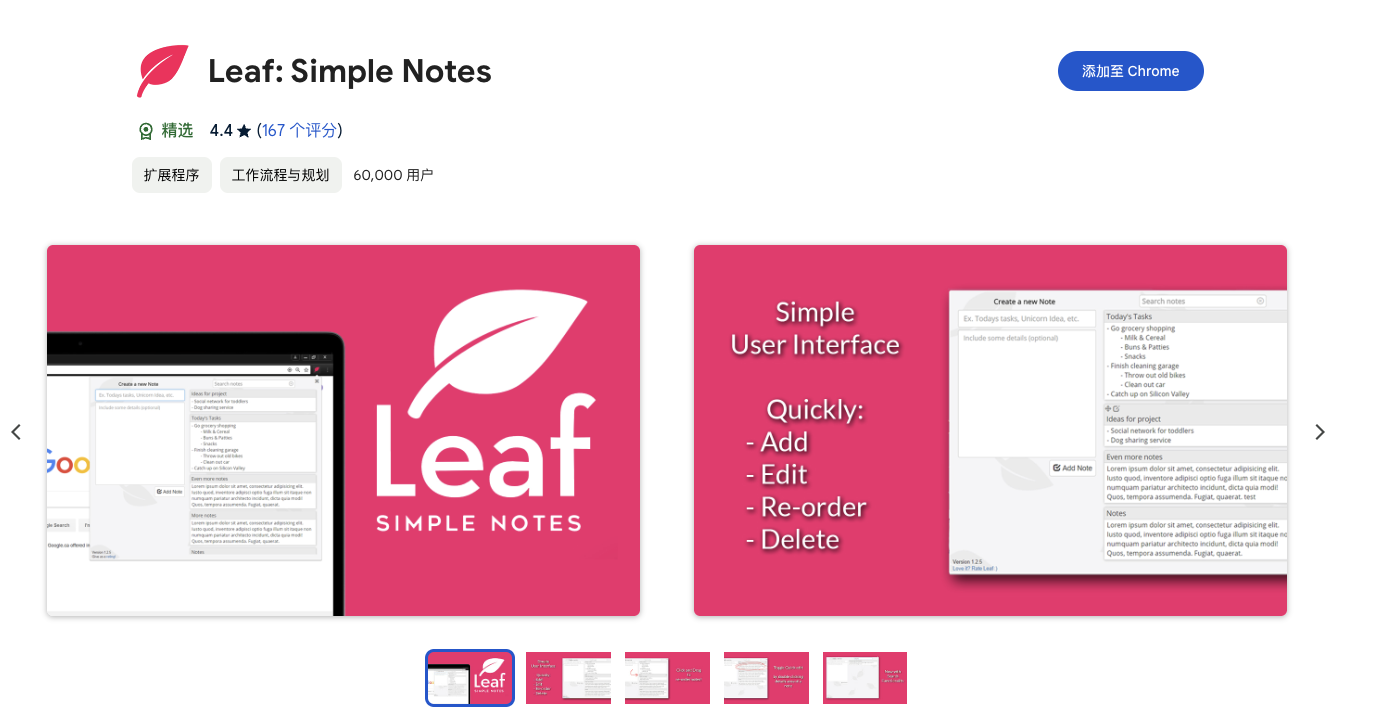 Leaf: Simple Notes
添加至 Chrome
精选 4.4 ★ (167 个评分)
扩展程序 工作流程与规划 60,000 用户
Create a new Note
Search notes
Ex. Todays tasks, Unicorn Idea, etc.
Include some details (optional)
Ideas for project
- Social network for toddlers
- Dog sharing service
Today's Tasks
- Go grocery shopping
- Milk & Cereal
- Buns & Patties
- Snacks
- Finish cleaning garage
- Throw out old bikes
- Clean out car
- Catch up on Silicon Valley
Add Note
Even more notes
Lorem ipsum dolor sit amet, consectetur adipisicing elit.
Iusto quod, inventore adipisci optio fuga illum sit itaque non
numquam pariatur architecto incidunt, dicta quia modi!
Quos, tempora assumenda. Fugiat, quaerat.
More notes
Lorem ipsum dolor sit amet, consectetur adipisicing elit.
Iusto quod, inventore adipisci optio fuga illum sit itaque non
numquam pariatur architecto incidunt, dicta quia modi!
Quos, tempora assumenda. Fugiat, quaerat.
Notes
Version 1.2.5
Goo
gle Search
Google.sa offered in
Leaf
SIMPLE NOTES
Simple
User Interface
Quickly:
- Add
- Edit
- Re-order
- Delete
Create a new Note
Search notes
Ex. Todays tasks, Unicorn Idea, etc.
Include some details (optional)
Add Note
Today's Tasks
- Go grocery shopping
- Milk & Cereal
- Buns & Patties
- Snacks
- Finish cleaning garage
- Throw out old bikes
- Clean out car
- Catch up on Silicon Valley
Ideas for project
- Social network for toddlers
- Dog sharing service
Even more notes
Lorem ipsum dolor sit amet, consectetur adipisicing elit.
Iusto quod, inventore adipisci optio fuga illum sit itaque no
numquam pariatur architecto incidunt, dicta quia modi!
Quos, tempora assumenda. Fugiat, quaerat. test
Notes
Lorem ipsum dolor sit amet, consectetur adipisicing elit.
Iusto quod, inventore adipisci optio fuga illum sit itaque no
numquam pariatur architecto incidunt, dicta quia modi!
Quos, tempora assumenda. Fugiat, quaerat.
Version 1.2.5
Love it? Rate Leaf :)
Leaf
SIMPLE NOTES